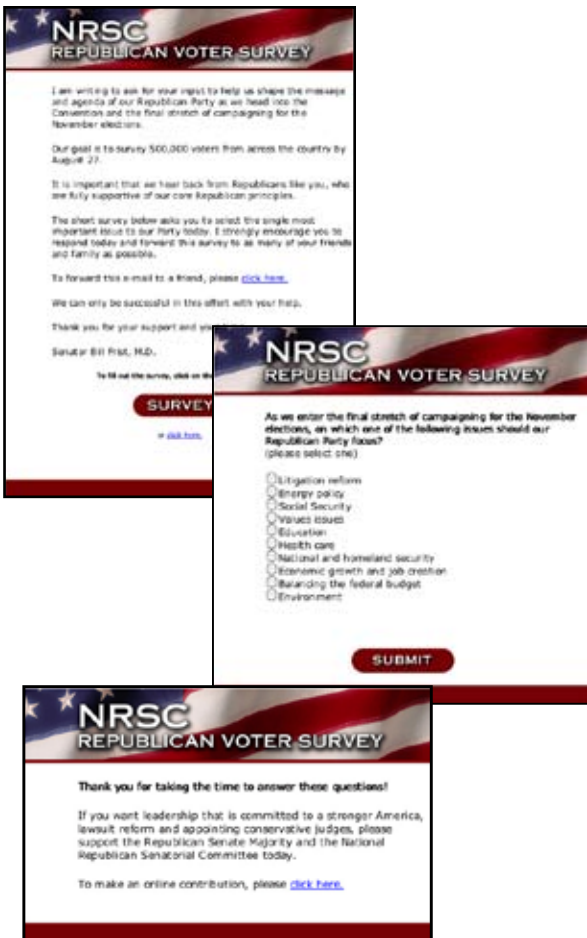 NRSC
REPUBLICAN VOTER SURVEY
I am writing to ask for your input to help us shape the message
and agenda of our Republican Party as we head into the
Convention and the final stretch of campaigning for the
November elections.
Our goal is to survey 500,000 voters from across the country by
August 27.
It is important that we hear back from Republicans like you, who
are fully supportive of our core Republican principles.
The short survey below asks you to select the single most
important issue to our Party today. I strongly encourage you to
respond today and forward this survey to as many of your friends
and family as possible.
To forward this e-mail to a friend, please click here.
We can only be successful in this effort with your help.
Thank you for your support and
Senator Bill Frist, M.D.
To fill out the survey, click on
SURVEY
or click here.
NRSC
REPUBLICAN VOTER SURVEY
As we enter the final stretch of campaigning for the November
elections, on which one of the following issues should our
Republican Party focus?
(please select one)
Litigation reform
Energy policy
Social Security
Values issues
Education
Health care
National and homeland security
Economic growth and job creation
Balancing the federal budget
Environment
SUBMIT
NRSC
REPUBLICAN VOTER SURVEY
Thank you for taking the time to answer these questions!
If you want leadership that is committed to a stronger America,
lawsuit reform and appointing conservative judges, please
support the Republican Senate Majority and the National
Republican Senatorial Committee today.
To make an online contribution, please click here.